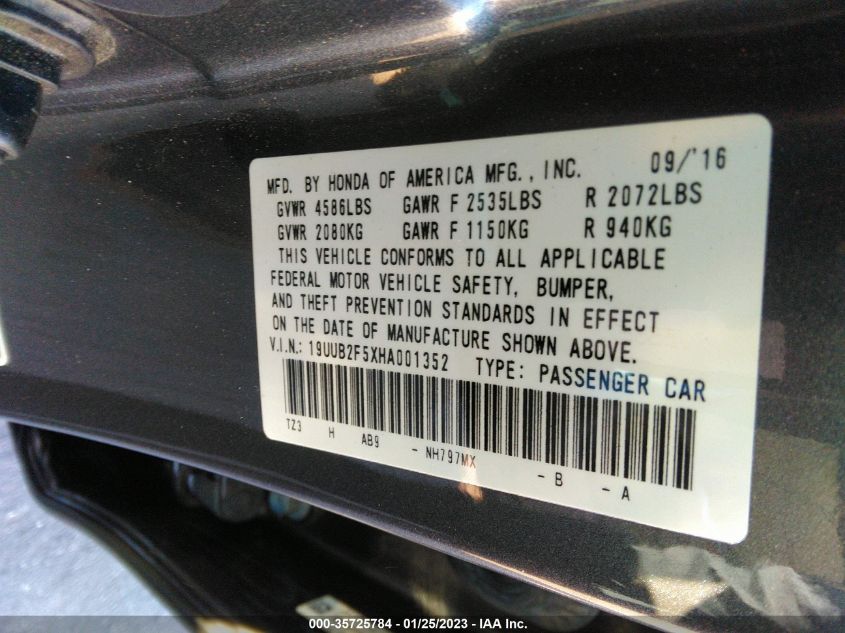 MFD. BY HONDA OF AMERICA MFG., INC. 09/'16
GVWR 4586LBS GAWR F 2535LBS R 2072LBS
GVWR 2080KG GAWR F 1150KG R 940KG
THIS VEHICLE CONFORMS TO ALL APPLICABLE
FEDERAL MOTOR VEHICLE SAFETY, BUMPER,
AND THEFT PREVENTION STANDARDS IN EFFECT
ON THE DATE OF MANUFACTURE SHOWN ABOVE.
V.I.N.: 19UUB2F5XHA001352 TYPE: PASSENGER CAR
TZ3 H AB9 - NH797MX - B - A
000-35725784 - 01/25/2023 - IAA Inc.